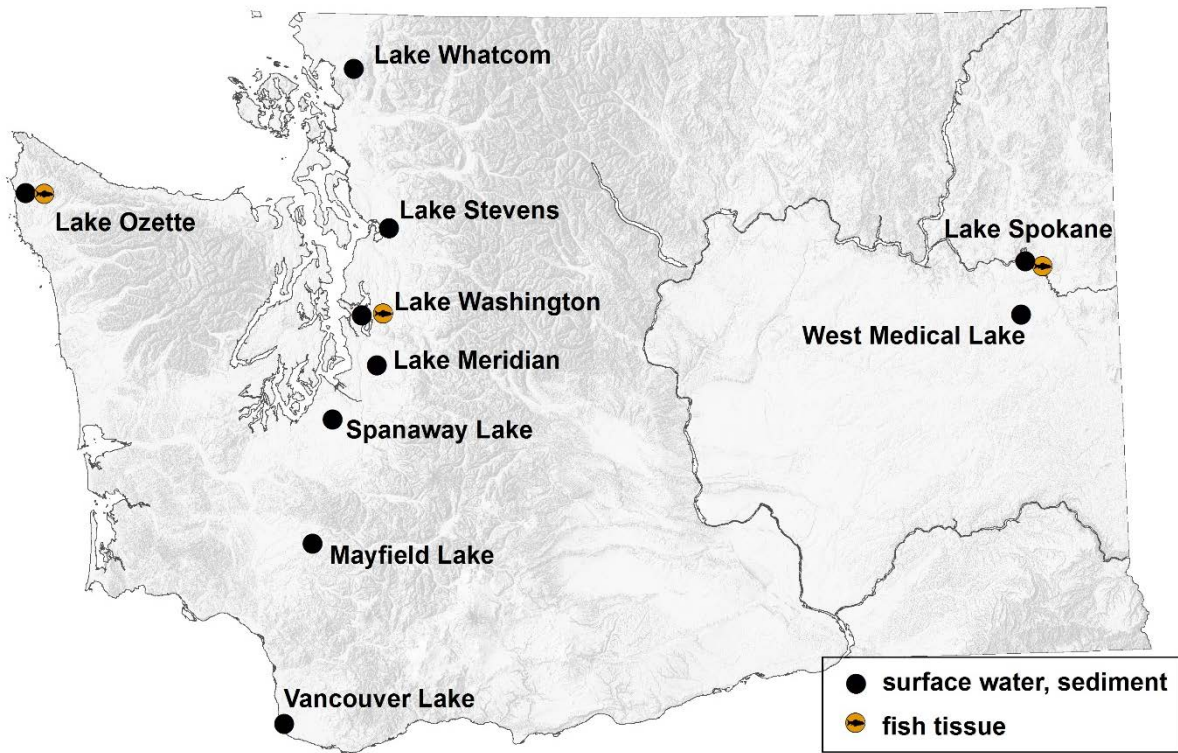 Lake Whatcom
Lake Ozette
Lake Stevens
Lake Spokane
Lake Washington
West Medical Lake
Lake Meridian
Spanaway Lake
Mayfield Lake
Vancouver Lake
surface water, sediment
fish tissue